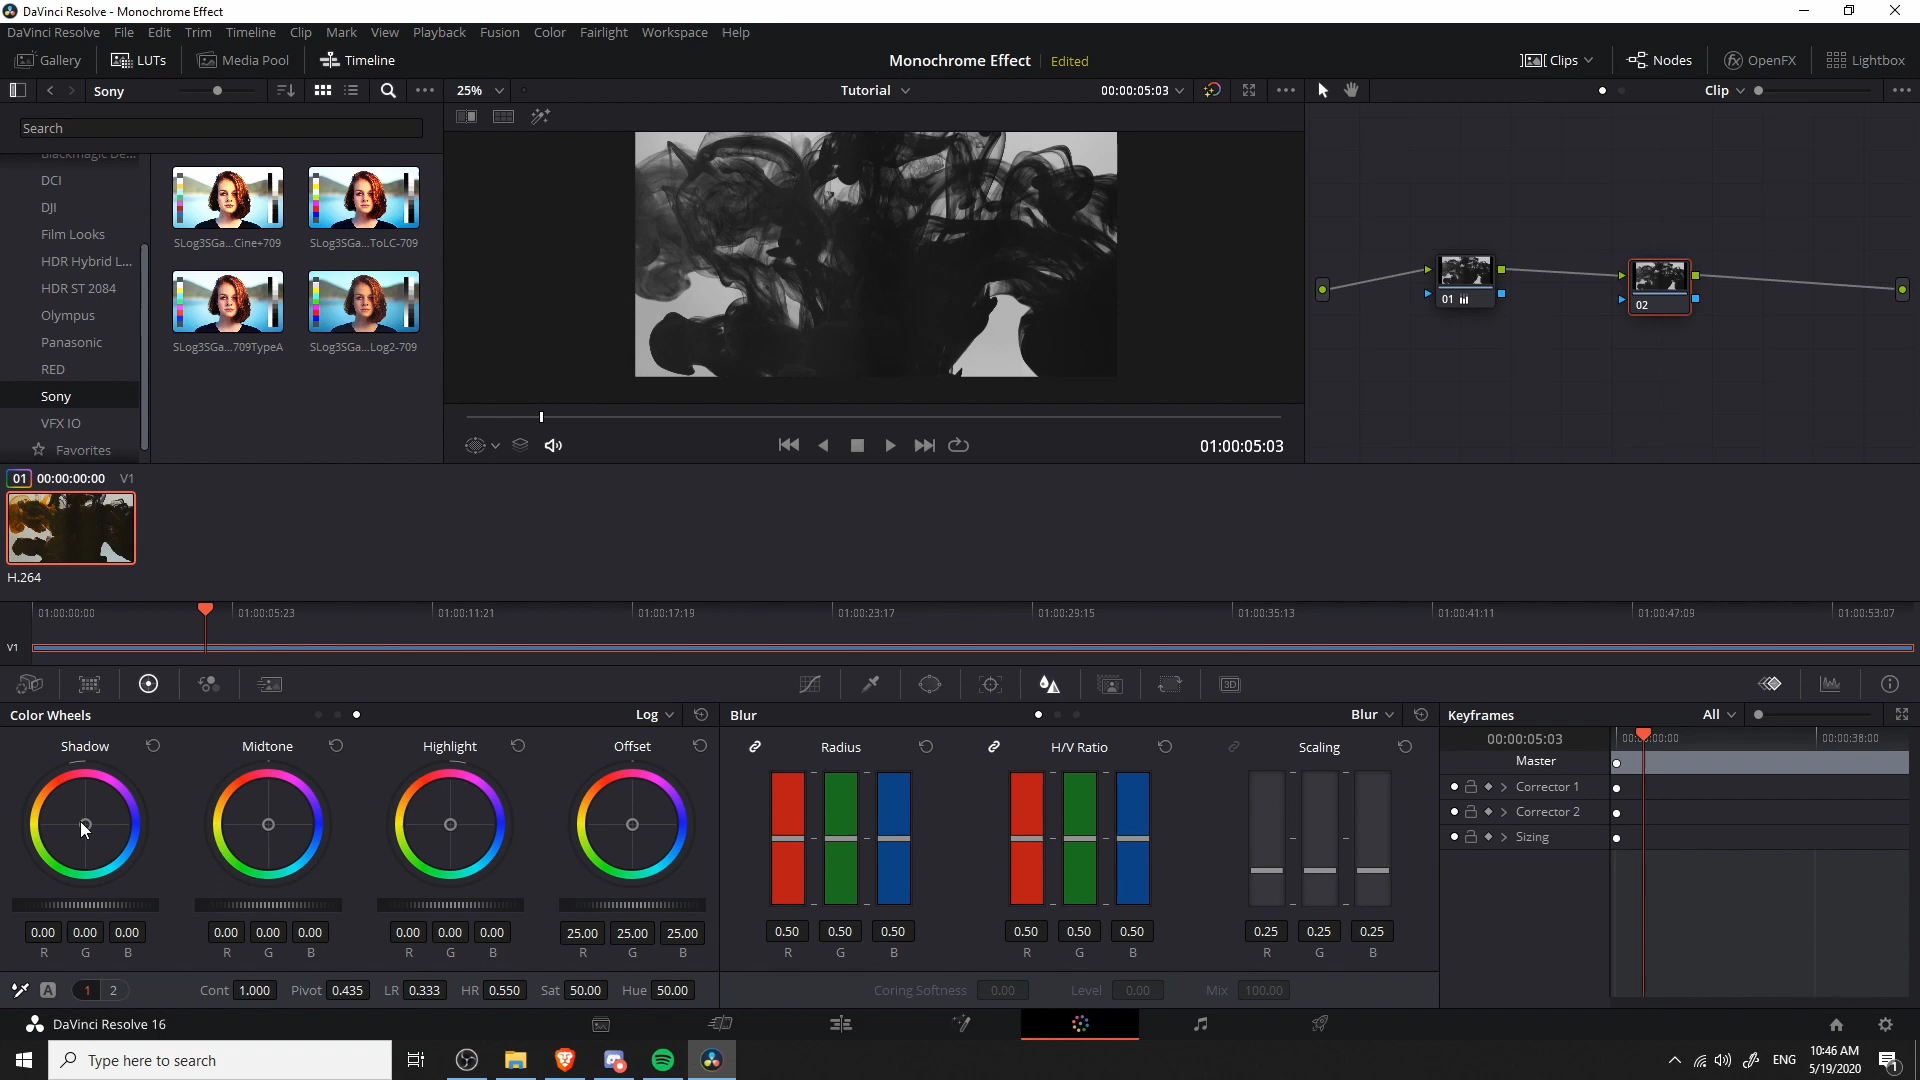 DaVinci Resolve - Monochrome Effect
DaVinci Resolve File Edit Trim Timeline Clip Mark View Playback Fusion Color Fairlight Workspace Help
Gallery LUTs Media Pool Timeline Monochrome Effect Edited Clips Nodes OpenFX Lightbox
Sony 25% Tutorial 00:00:05:03 Clip
Search
Blackmagic De...
DCI
DJI
Film Looks
HDR Hybrid L...
HDR ST 2084
Olympus
Panasonic
RED
Sony
VFX IO
Favorites
SLog3SGa...Cine+709 SLog3SGa...ToLC-709
SLog3SGa...709TypeA SLog3SGa...Log2-709
01:00:05:03
01
02
01 00:00:00:00 V1
H.264
01:00:00:00 01:00:05:23 01:00:11:21 01:00:17:19 01:00:23:17 01:00:29:15 01:00:35:13 01:00:41:11 01:00:47:09 01:00:53:07
V1
3D
Color Wheels Log Blur Blur Keyframes All
Shadow Midtone Highlight Offset Radius H/V Ratio Scaling
00:00:05:03 00:38:00
Master
Corrector 1
Corrector 2
Sizing
0.00 0.00 0.00 0.00 0.00 0.00 0.00 0.00 0.00 25.00 25.00 25.00 0.50 0.50 0.50 0.50 0.50 0.50 0.25 0.25 0.25
R G B R G B R G B R G B R G B R G B R G B
A 1 2 Cont 1.000 Pivot 0.435 LR 0.333 HR 0.550 Sat 50.00 Hue 50.00 Coring Softness 0.00 Level 0.00 Mix 100.00
DaVinci Resolve 16
Type here to search
ENG 10:46 AM
5/19/2020
1